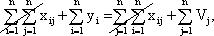 ∑_{i=1}^{n} ∑_{j=1}^{n} x_{ij} + ∑_{i=1}^{n} y_i = ∑_{j=1}^{n} ∑_{i=1}^{n} x_{ij} + ∑_{j=1}^{n} V_j,